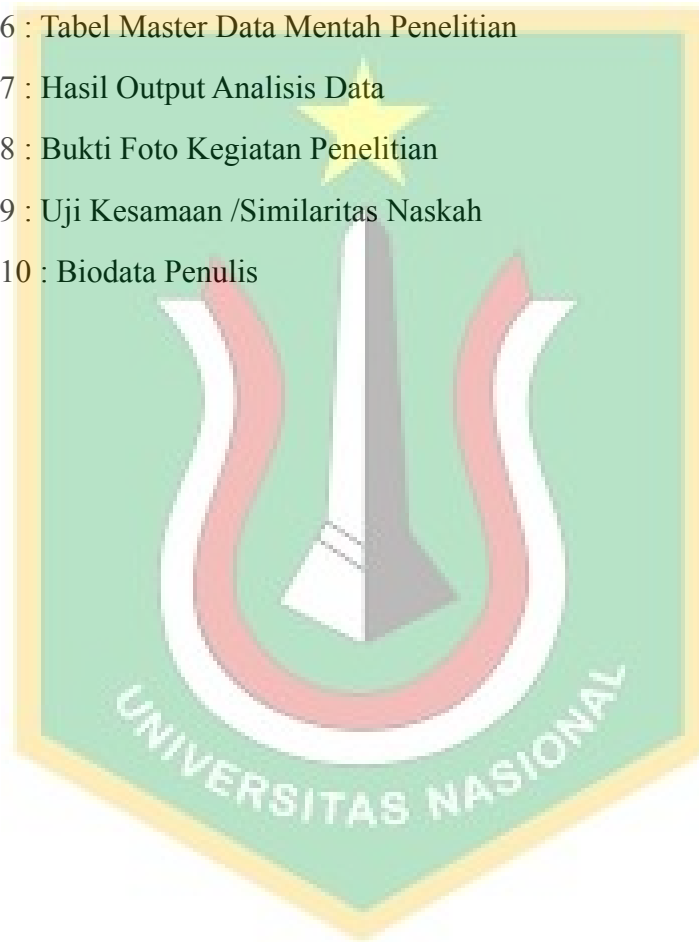 6 : Tabel Master Data Mentah Penelitian
7 : Hasil Output Analisis Data
8 : Bukti Foto Kegiatan Penelitian
9 : Uji Kesamaan /Similaritas Naskah
10 : Biodata Penulis
UNIVERSITAS NASIONAL